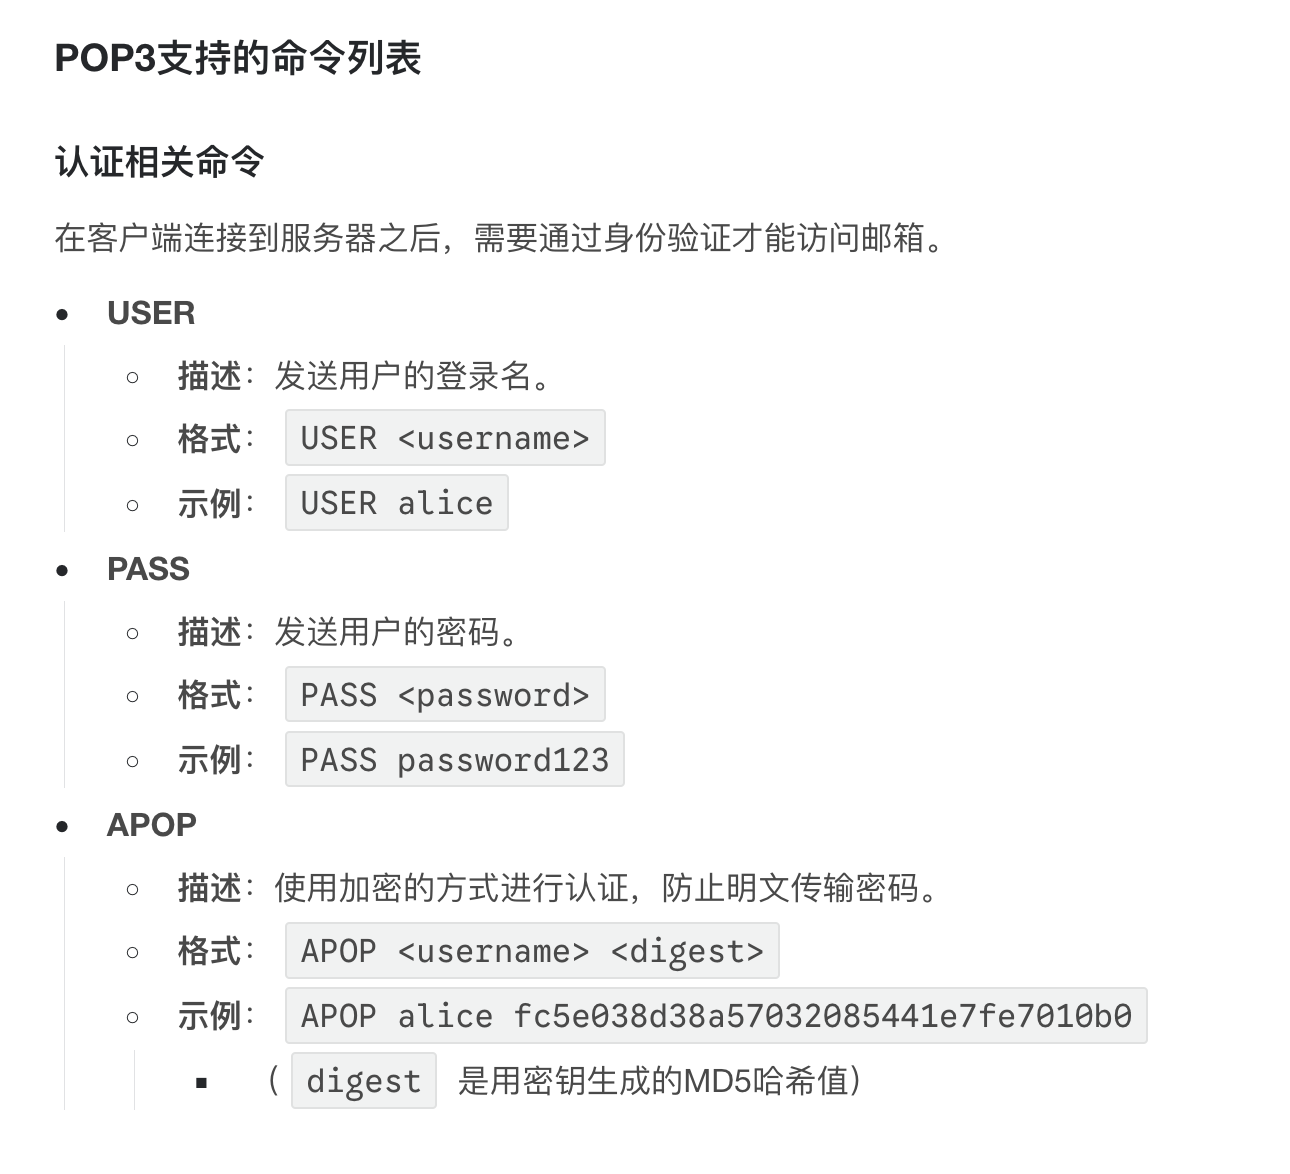 POP3支持的命令列表
认证相关命令
在客户端连接到服务器之后，需要通过身份验证才能访问邮箱。
USER
描述：发送用户的登录名。
格式： USER <username>
示例： USER alice
PASS
描述：发送用户的密码。
格式： PASS <password>
示例： PASS password123
APOP
描述：使用加密的方式进行认证，防止明文传输密码。
格式： APOP <username> <digest>
示例： APOP alice fc5e038d38a57032085441e7fe7010b0
（ digest 是用密钥生成的MD5哈希值）